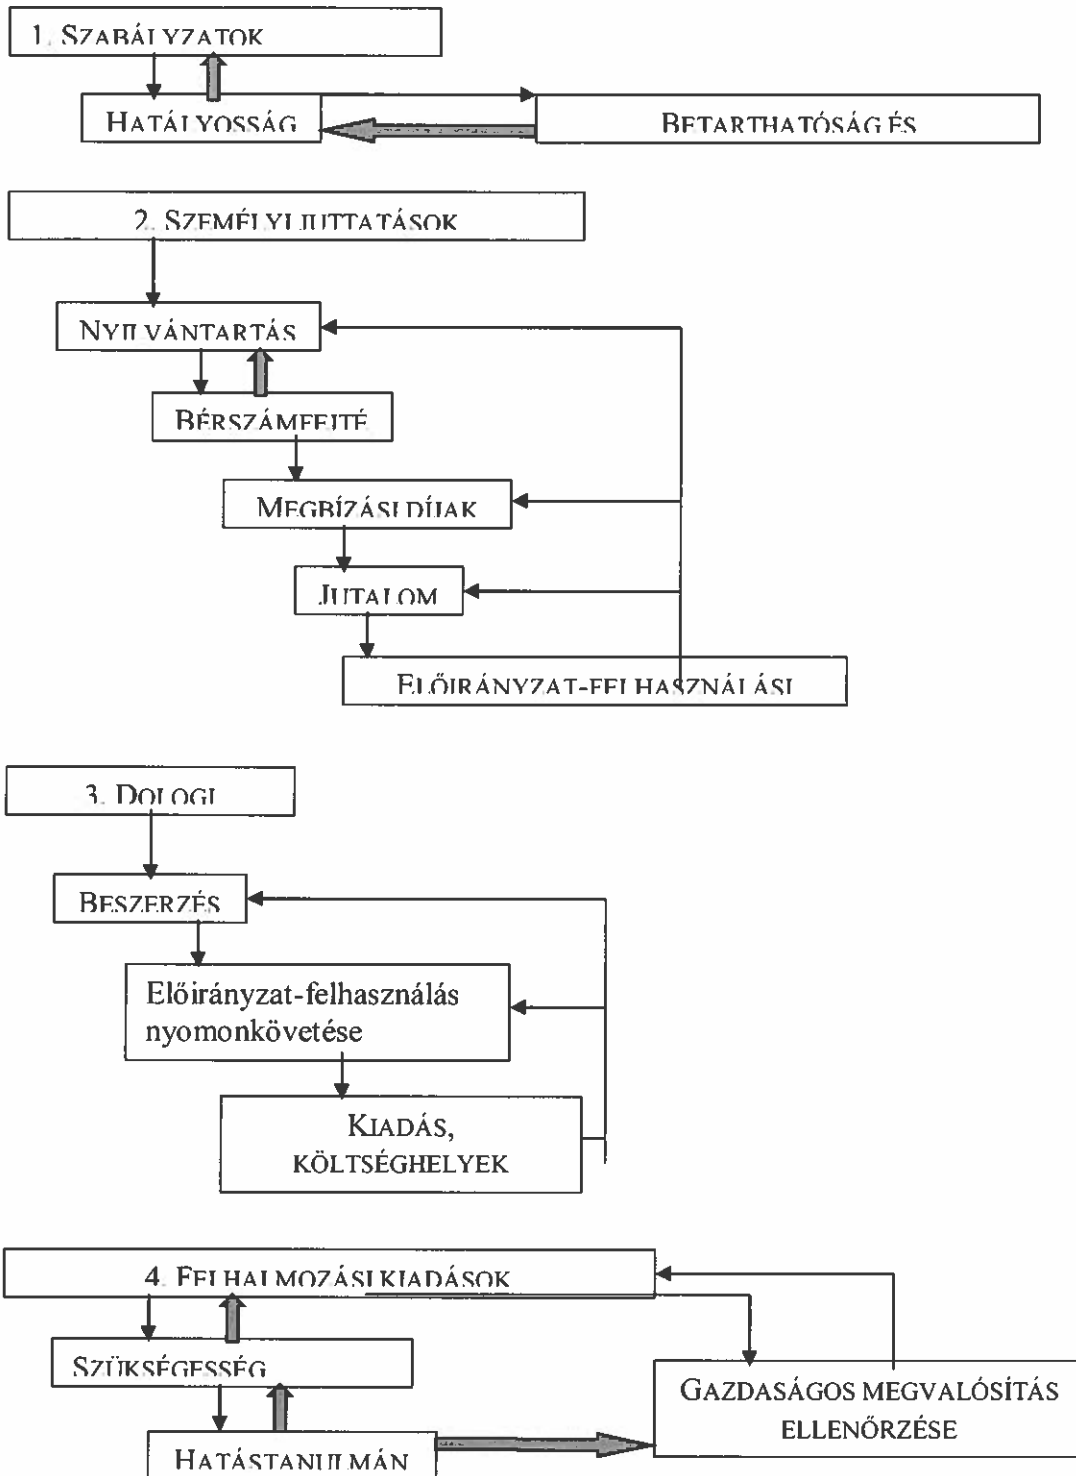 1. SZABÁLYZATOK
HATÁLYOSSÁG
BETARTHATÓSÁG ÉS
2. SZEMÉLYI JUTTATÁSOK
NYILVÁNTARTÁS
BÉRSZÁMFEJTÉ
MEGBÍZÁSI DÍJAK
JUTALOM
ELŐIRÁNYZAT-FELHASZNÁLÁSI
3. DOLOGI
BESZERZÉS
Előirányzat-felhasználás
nyomonkövetése
KIADÁS,
KÖLTSÉGHELYEK
4. FELHALMOZÁSI KIADÁSOK
SZÜKSÉGESSÉG
GAZDASÁGOS MEGVALÓSÍTÁS
ELLENŐRZÉSE
HATÁSTANULMÁN